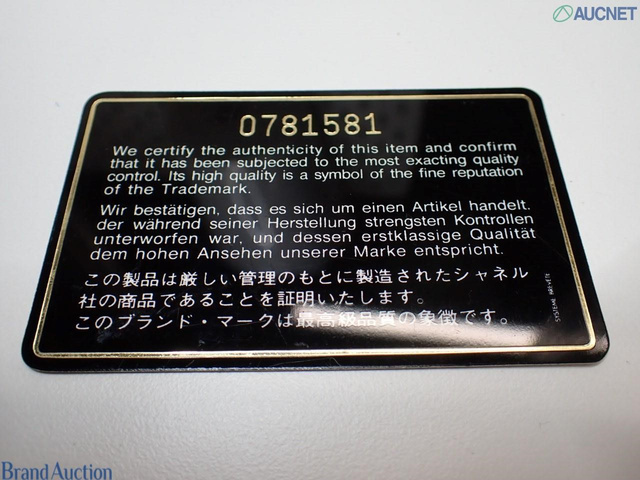 AUCNET
0781581
We certify the authenticity of this item and confirm
that it has been subjected to the most exacting quality
control. Its high quality is a symbol of the fine reputation
of the Trademark.
Wir bestätigen, dass es sich um einen Artikel handelt.
der während seiner Herstellung strengsten Kontrollen
unterworfen war, und dessen erstklassige Qualität
dem hohen Ansehen unserer Marke entspricht.
この製品は厳しい管理のもとに製造されたシャネル
社の商品であることを証明いたします。
このブランド・マークは最高級品質の象徴です。
SYSTEME BREVETE
Brand Auction